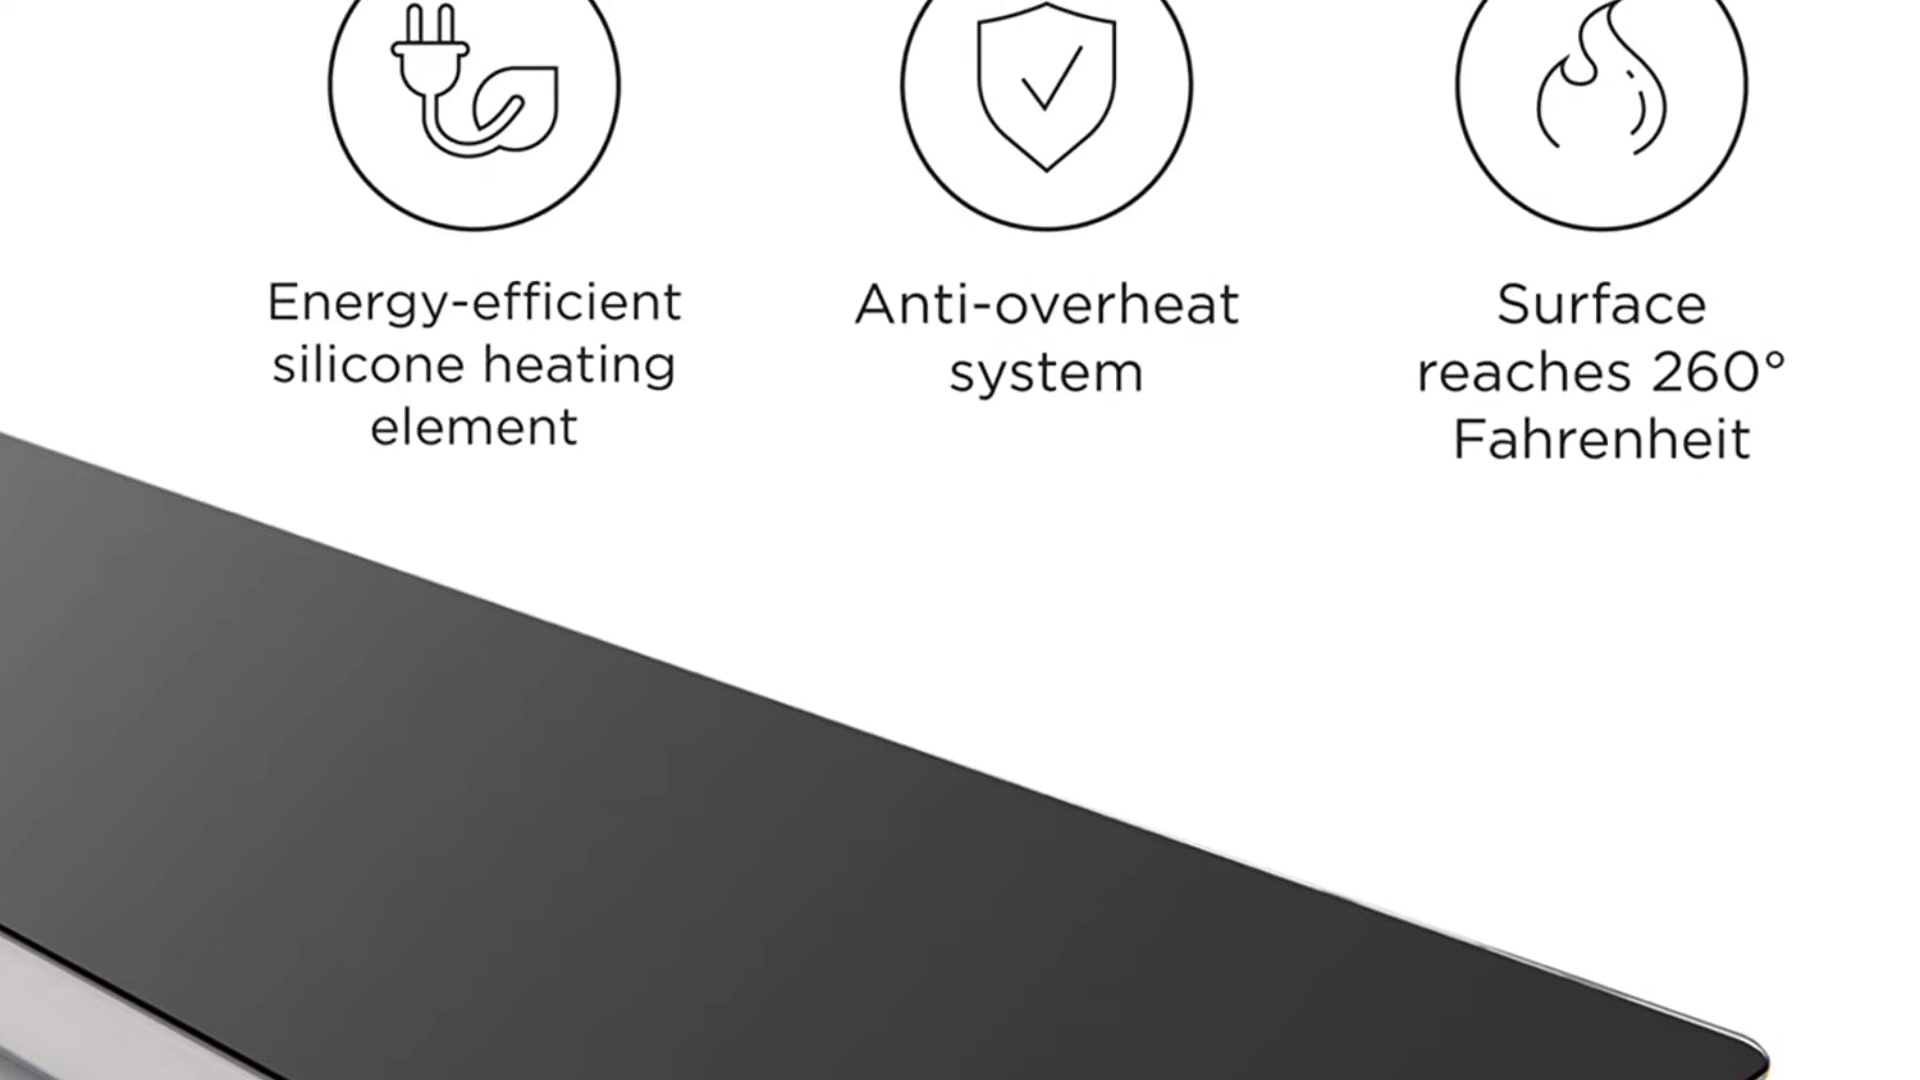 Energy-efficient
silicone heating
element
Anti-overheat
system
Surface
reaches 260°
Fahrenheit